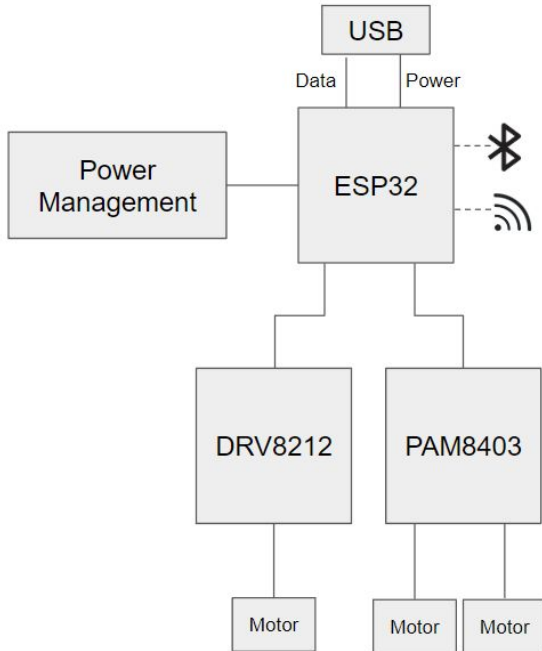 USB
Data
Power
Power
Management
ESP32
DRV8212
PAM8403
Motor
Motor
Motor